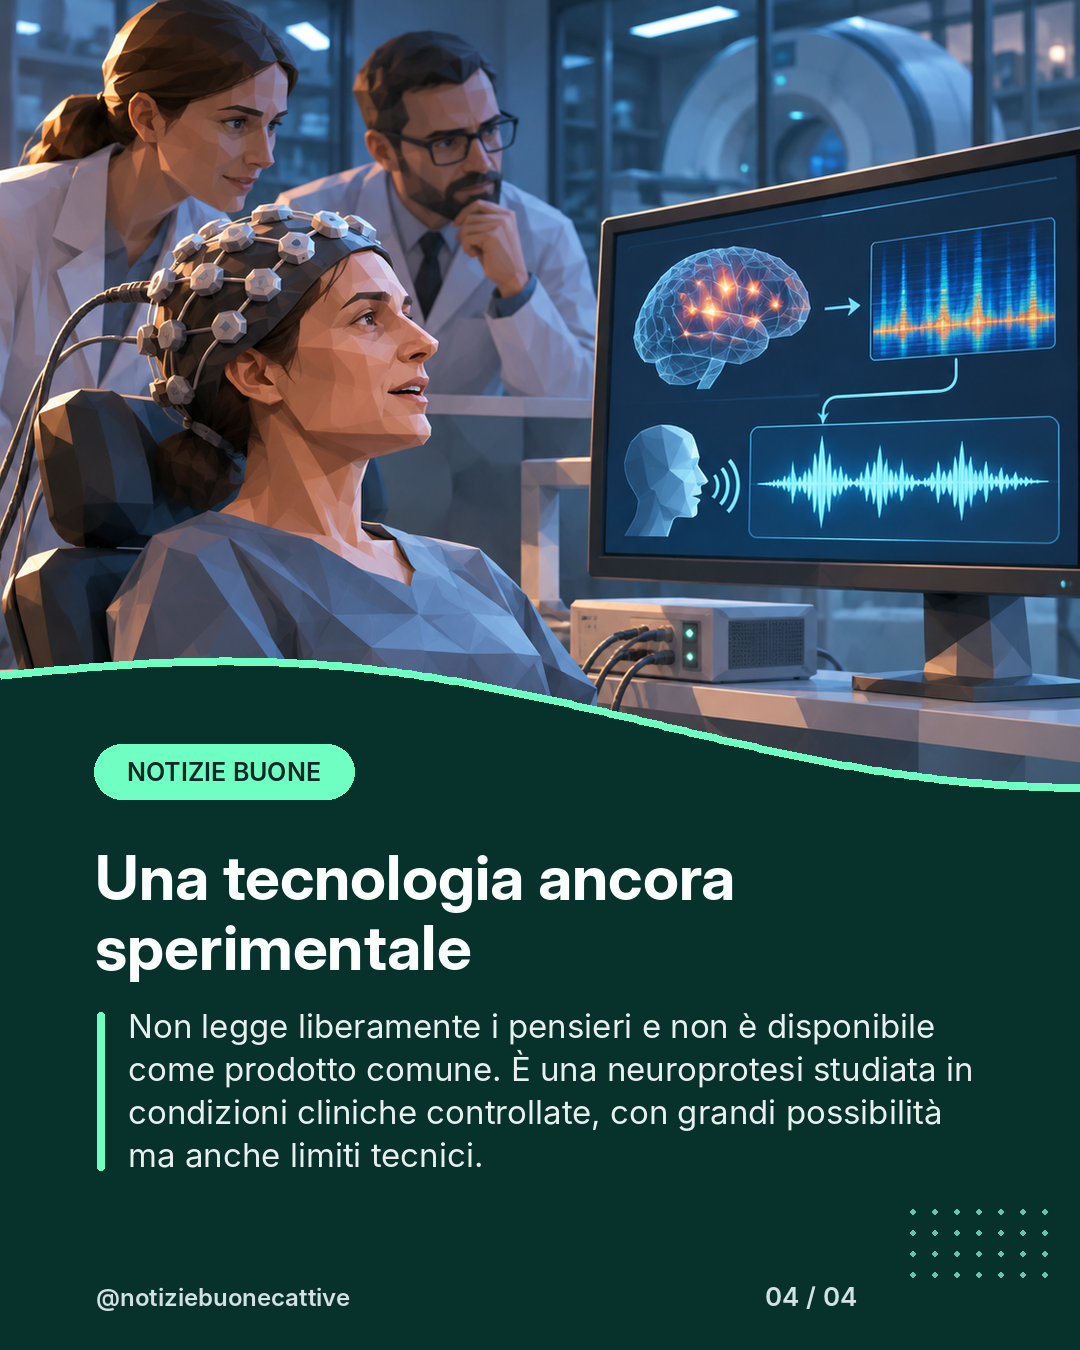 NOTIZIE BUONE
Una tecnologia ancora
sperimentale
Non legge liberamente i pensieri e non è disponibile
come prodotto comune. È una neuroprotesi studiata in
condizioni cliniche controllate, con grandi possibilità
ma anche limiti tecnici.
@notiziebuonecattive
04 / 04